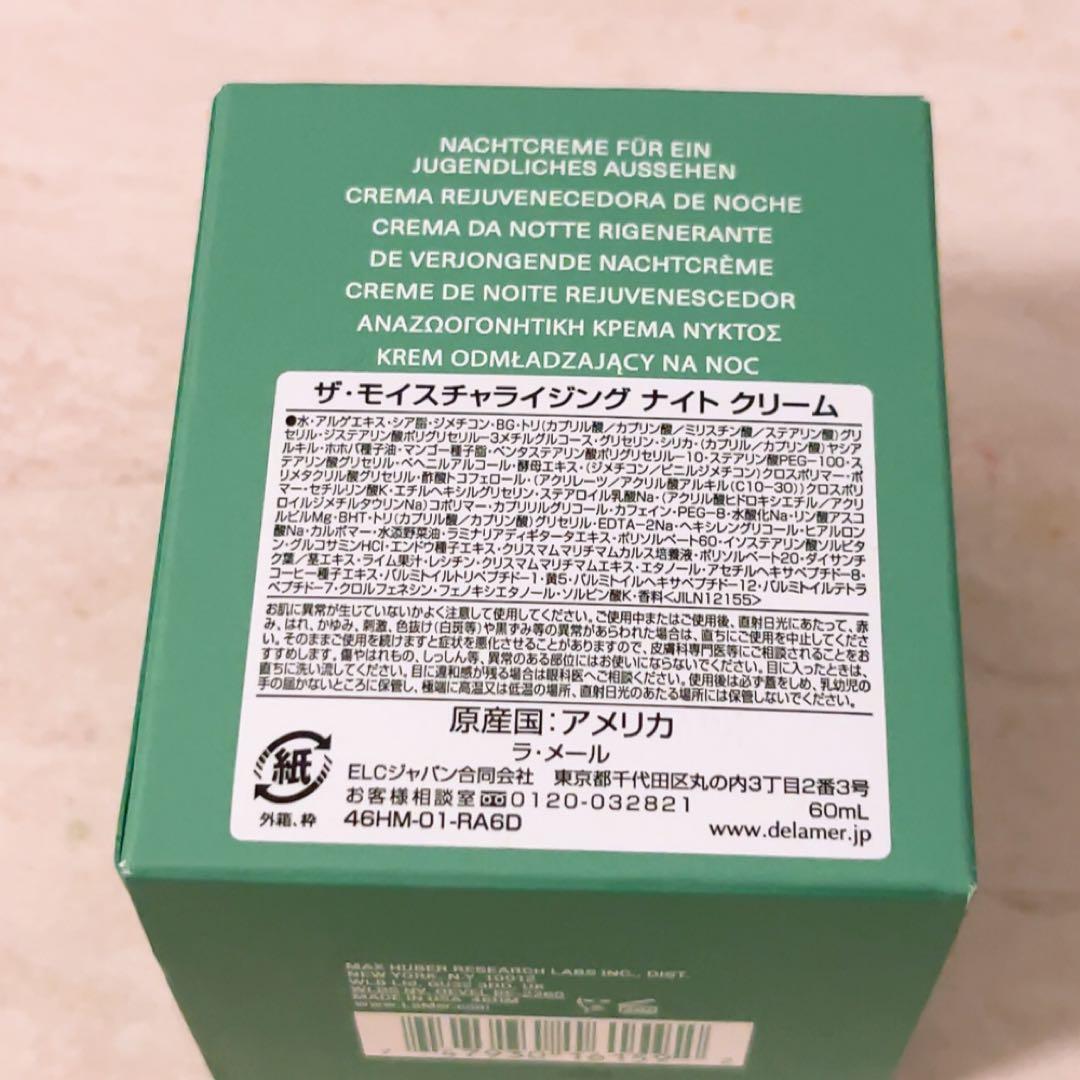 NACHTCREME FÜR EIN
JUGENDLICHES AUSSEHEN
CREMA REJUVENECEDORA DE NOCHE
CREMA DA NOTTE RIGENERANTE
DE VERJONGENDE NACHTCRÈME
CREME DE NOITE REJUVENESCEDOR
ΑΝΑΖΩΟΓΟΝΗΤΙΚΗ ΚΡΕΜΑ ΝΥΚΤΟΣ
KREM ODMŁADZAJĄCY NA NOC
ザ・モイスチャライジング ナイト クリーム
●水・アルゲエキス・シア脂・ジメチコン・BG・トリ(カプリル酸/カプリン酸/ミリスチン酸/ステアリン酸)グリ
セリル・ジステアリン酸ポリグリセリル-3メチルグルコース・グリセリン・シリカ・(カプリル/カプリン酸)ヤシア
ルキル・ホホバ種子油・マンゴー種子脂・ペンタステアリン酸ポリグリセリル-10・ステアリン酸PEG-100・ス
テアリン酸グリセリル・ベヘニルアルコール・酵母エキス・(ジメチコン/ビニルジメチコン)クロスポリマー・ポ
リメタクリル酸グリセリル・酢酸トコフェロール・(アクリレーツ/アクリル酸アルキル(C10-30))クロスポリ
マー・セチルリン酸K・エチルヘキシルグリセリン・ステアロイル乳酸Na・(アクリル酸ヒドロキシエチル/アクリ
ロイルジメチルタウリンNa)コポリマー・カプリリルグリコール・カフェイン・PEG-8・水酸化Na・リン酸アスコ
ルビルMg・BHT・トリ(カプリル酸/カプリン酸)グリセリル・EDTA-2Na・ヘキシレングリコール・ヒアルロン
酸Na・カルボマー・水添野菜油・ラミナリアディギタータエキス・ポリソルベート60・イソステアリン酸ソルビタ
ン・グルコサミンHCl・エンドウ種子エキス・クリスマムマリチマムカルス培養液・ポリソルベート20・ダイサンチ
ク葉/茎エキス・ライム果汁・レシチン・クリスマムマリチマムエキス・エタノール・アセチルヘキサペプチド-8・
コーヒー種子エキス・パルミトイルトリペプチド-1・黄5・パルミトイルヘキサペプチド-12・パルミトイルテトラ
ペプチド-7・クロルフェネシン・フェノキシエタノール・ソルビン酸K・香料<JILN12155>
お肌に異常が生じていないかよく注意して使用してください。ご使用中またはご使用後、直射日光にあたって、赤
み、はれ、かゆみ、刺激、色抜け(白斑等)や黒ずみ等の異常があらわれた場合は、直ちにご使用を中止してくださ
い。そのままご使用を続けますと症状を悪化させることがありますので、皮膚科専門医等にご相談されることをお
すすめします。傷やはれもの、しっしん等、異常のある部位にはお使いにならないでください。目に入ったときは、
直ちに洗い流してください。目に違和感が残る場合は眼科医へご相談ください。使用後は必ず蓋をしめ、乳幼児の
手の届かないところに保管し、極端に高温又は低温の場所、直射日光のあたる場所には保管しないでください。
原産国:アメリカ
ラ・メール
紙
外箱、枠
ELCジャパン合同会社 東京都千代田区丸の内3丁目2番3号
お客様相談室 0120-032821
60mL
46HM-01-RA6D
www.delamer.jp
MAX HUBER RESEARCH LABS INC., DIST.
NEW YORK, N.Y. 10012
MADE IN USA 46HM
www.LaMer.com